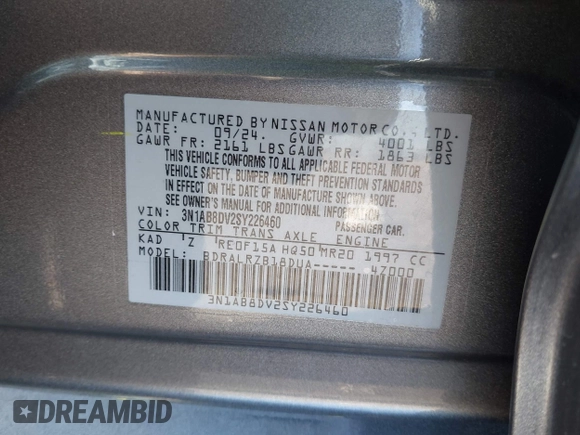 MANUFACTURED BY NISSAN MOTOR CO., LTD.
DATE: 09/24. GVWR: 4001 LBS
GAWR FR: 2161 LBS GAWR RR: 1863 LBS
THIS VEHICLE CONFORMS TO ALL APPLICABLE FEDERAL MOTOR
VEHICLE SAFETY, BUMPER AND THEFT PREVENTION STANDARDS
IN EFFECT ON THE DATE OF MANUFACTURE SHOWN ABOVE.
SEE OWNER'S MANUAL FOR ADDITIONAL INFORMATION
VIN: 3N1AB8DV2SY226460 PASSENGER CAR.
COLOR TRIM TRANS AXLE ENGINE
KAD Z RE0F15A HQ50 MR20 1997 CC
MODEL: BDRALRZB18DUA----- 4Z000
3N1AB8DV2SY226460
DREAMBID